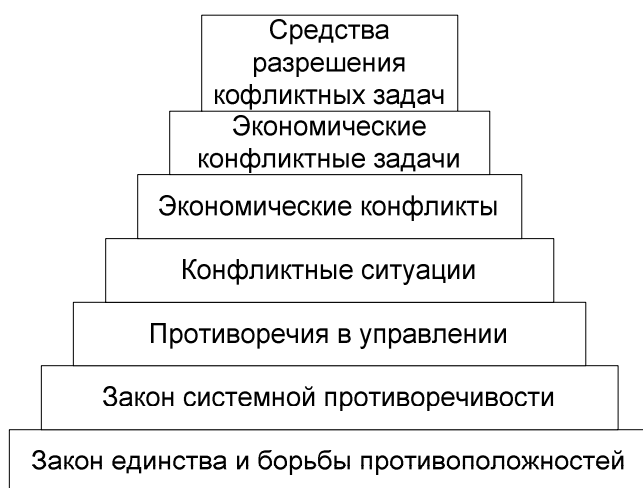 Средства
разрешения
кофликтных задач
Экономические
конфликтные задачи
Экономические конфликты
Конфликтные ситуации
Противоречия в управлении
Закон системной противоречивости
Закон единства и борьбы противоположностей